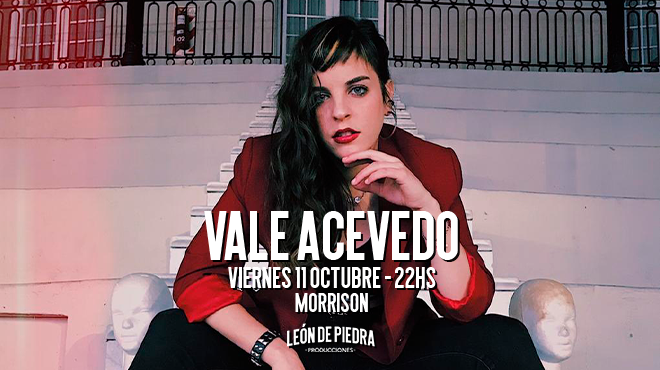 VALE ACEVEDO
VIERNES 11 OCTUBRE - 22HS
MORRISON
LEÓN DE PIEDRA
-PRODUCCIONES-